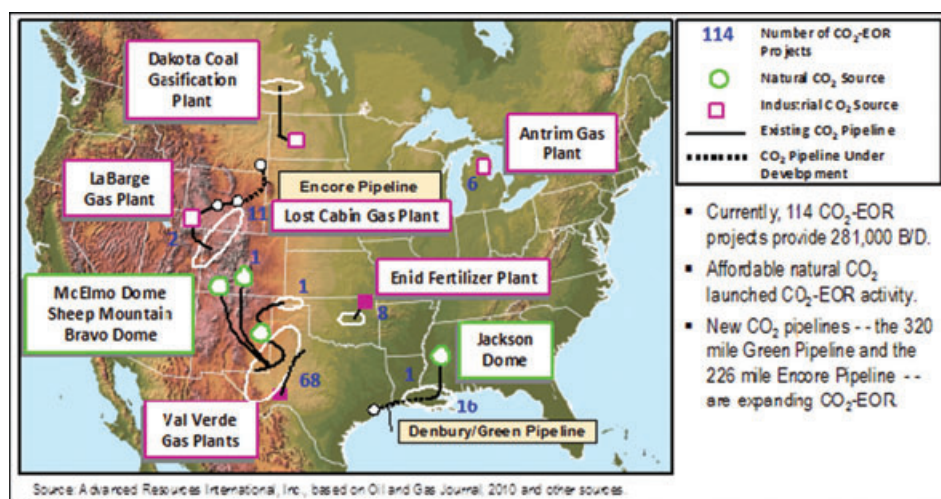 Dakota Coal
Gasification
Plant
Antrim Gas
Plant
6
LaBarge
Gas Plant
Encore Pipeline
11
Lost Cabin Gas Plant
2
1
McElmo Dome
Sheep Mountain
Bravo Dome
1
Enid Fertilizer Plant
8
Jackson
Dome
1
68
16
Val Verde
Gas Plants
Denbury/Green Pipeline
114 Number of CO₂-EOR
Projects
Natural CO₂ Source
Industrial CO₂ Source
Existing CO₂ Pipeline
CO₂ Pipeline Under
Development
▪ Currently, 114 CO₂-EOR
projects provide 281,000 B/D.
▪ Affordable natural CO₂
launched CO₂-EOR activity.
▪ New CO₂ pipelines - - the 320
mile Green Pipeline and the
226 mile Encore Pipeline - -
are expanding CO₂-EOR
Source: Advanced Resources International, Inc., based on Oil and Gas Journal, 2010 and other sources.